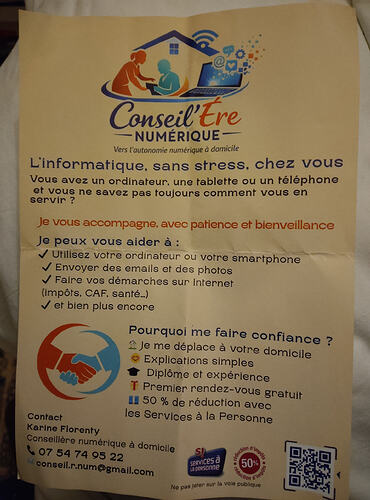 Conseil'Ère
NUMÉRIQUE
Vers l'autonomie numérique à domicile
L'informatique, sans stress, chez vous
Vous avez un ordinateur, une tablette ou un téléphone
et vous ne savez pas toujours comment vous en
servir ?
Je vous accompagne, avec patience et bienveillance
Je peux vous aider à :
✓ Utilisez votre ordinateur ou votre smartphone
✓ Envoyer des emails et des photos
✓ Faire vos démarches sur Internet
(impôts, CAF, santé…)
✓ et bien plus encore
Pourquoi me faire confiance ?
Je me déplace à votre domicile
Explications simples
Diplôme et expérience
Premier rendez-vous gratuit
50 % de réduction avec
les Services à la Personne
Contact
Karine Florenty
Conseillère numérique à domicile
07 54 74 95 22
conseil.r.num@gmail.com
services à
la personne
50%
Ne pas jeter sur la voie publique